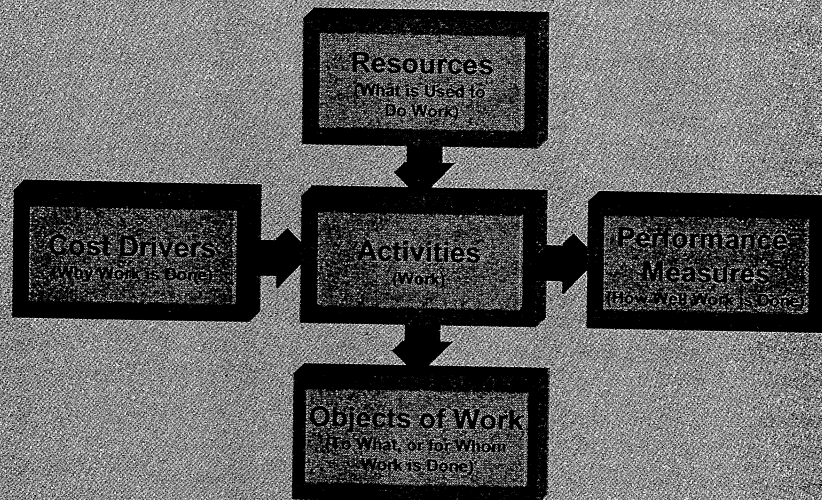 Resources
(What is Used to
Do Work)
Cost Drivers
(Why Work is Done)
Activities
(Work)
Performance
Measures
(How Well Work is Done)
Objects of Work
(To What, or for Whom
Work is Done)